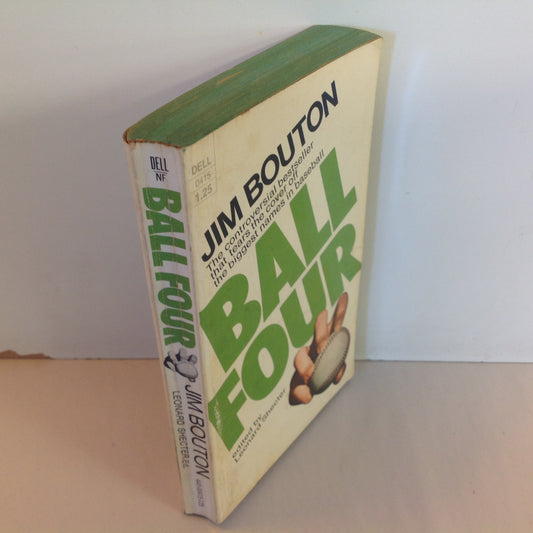 DELL
NF
BALL FOUR
JIM BOUTON
LEONARD SHECTER, Ed.
DELL
0415
1.25
JIM BOUTON
The controversial bestseller
that tears the cover off
the biggest names in baseball
BALL
FOUR
edited by
Leonard Shecter